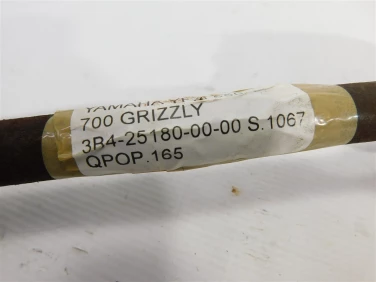 YAMAHA
700 GRIZZLY
3B4-25180-00-00 S.1067
QPOP.165